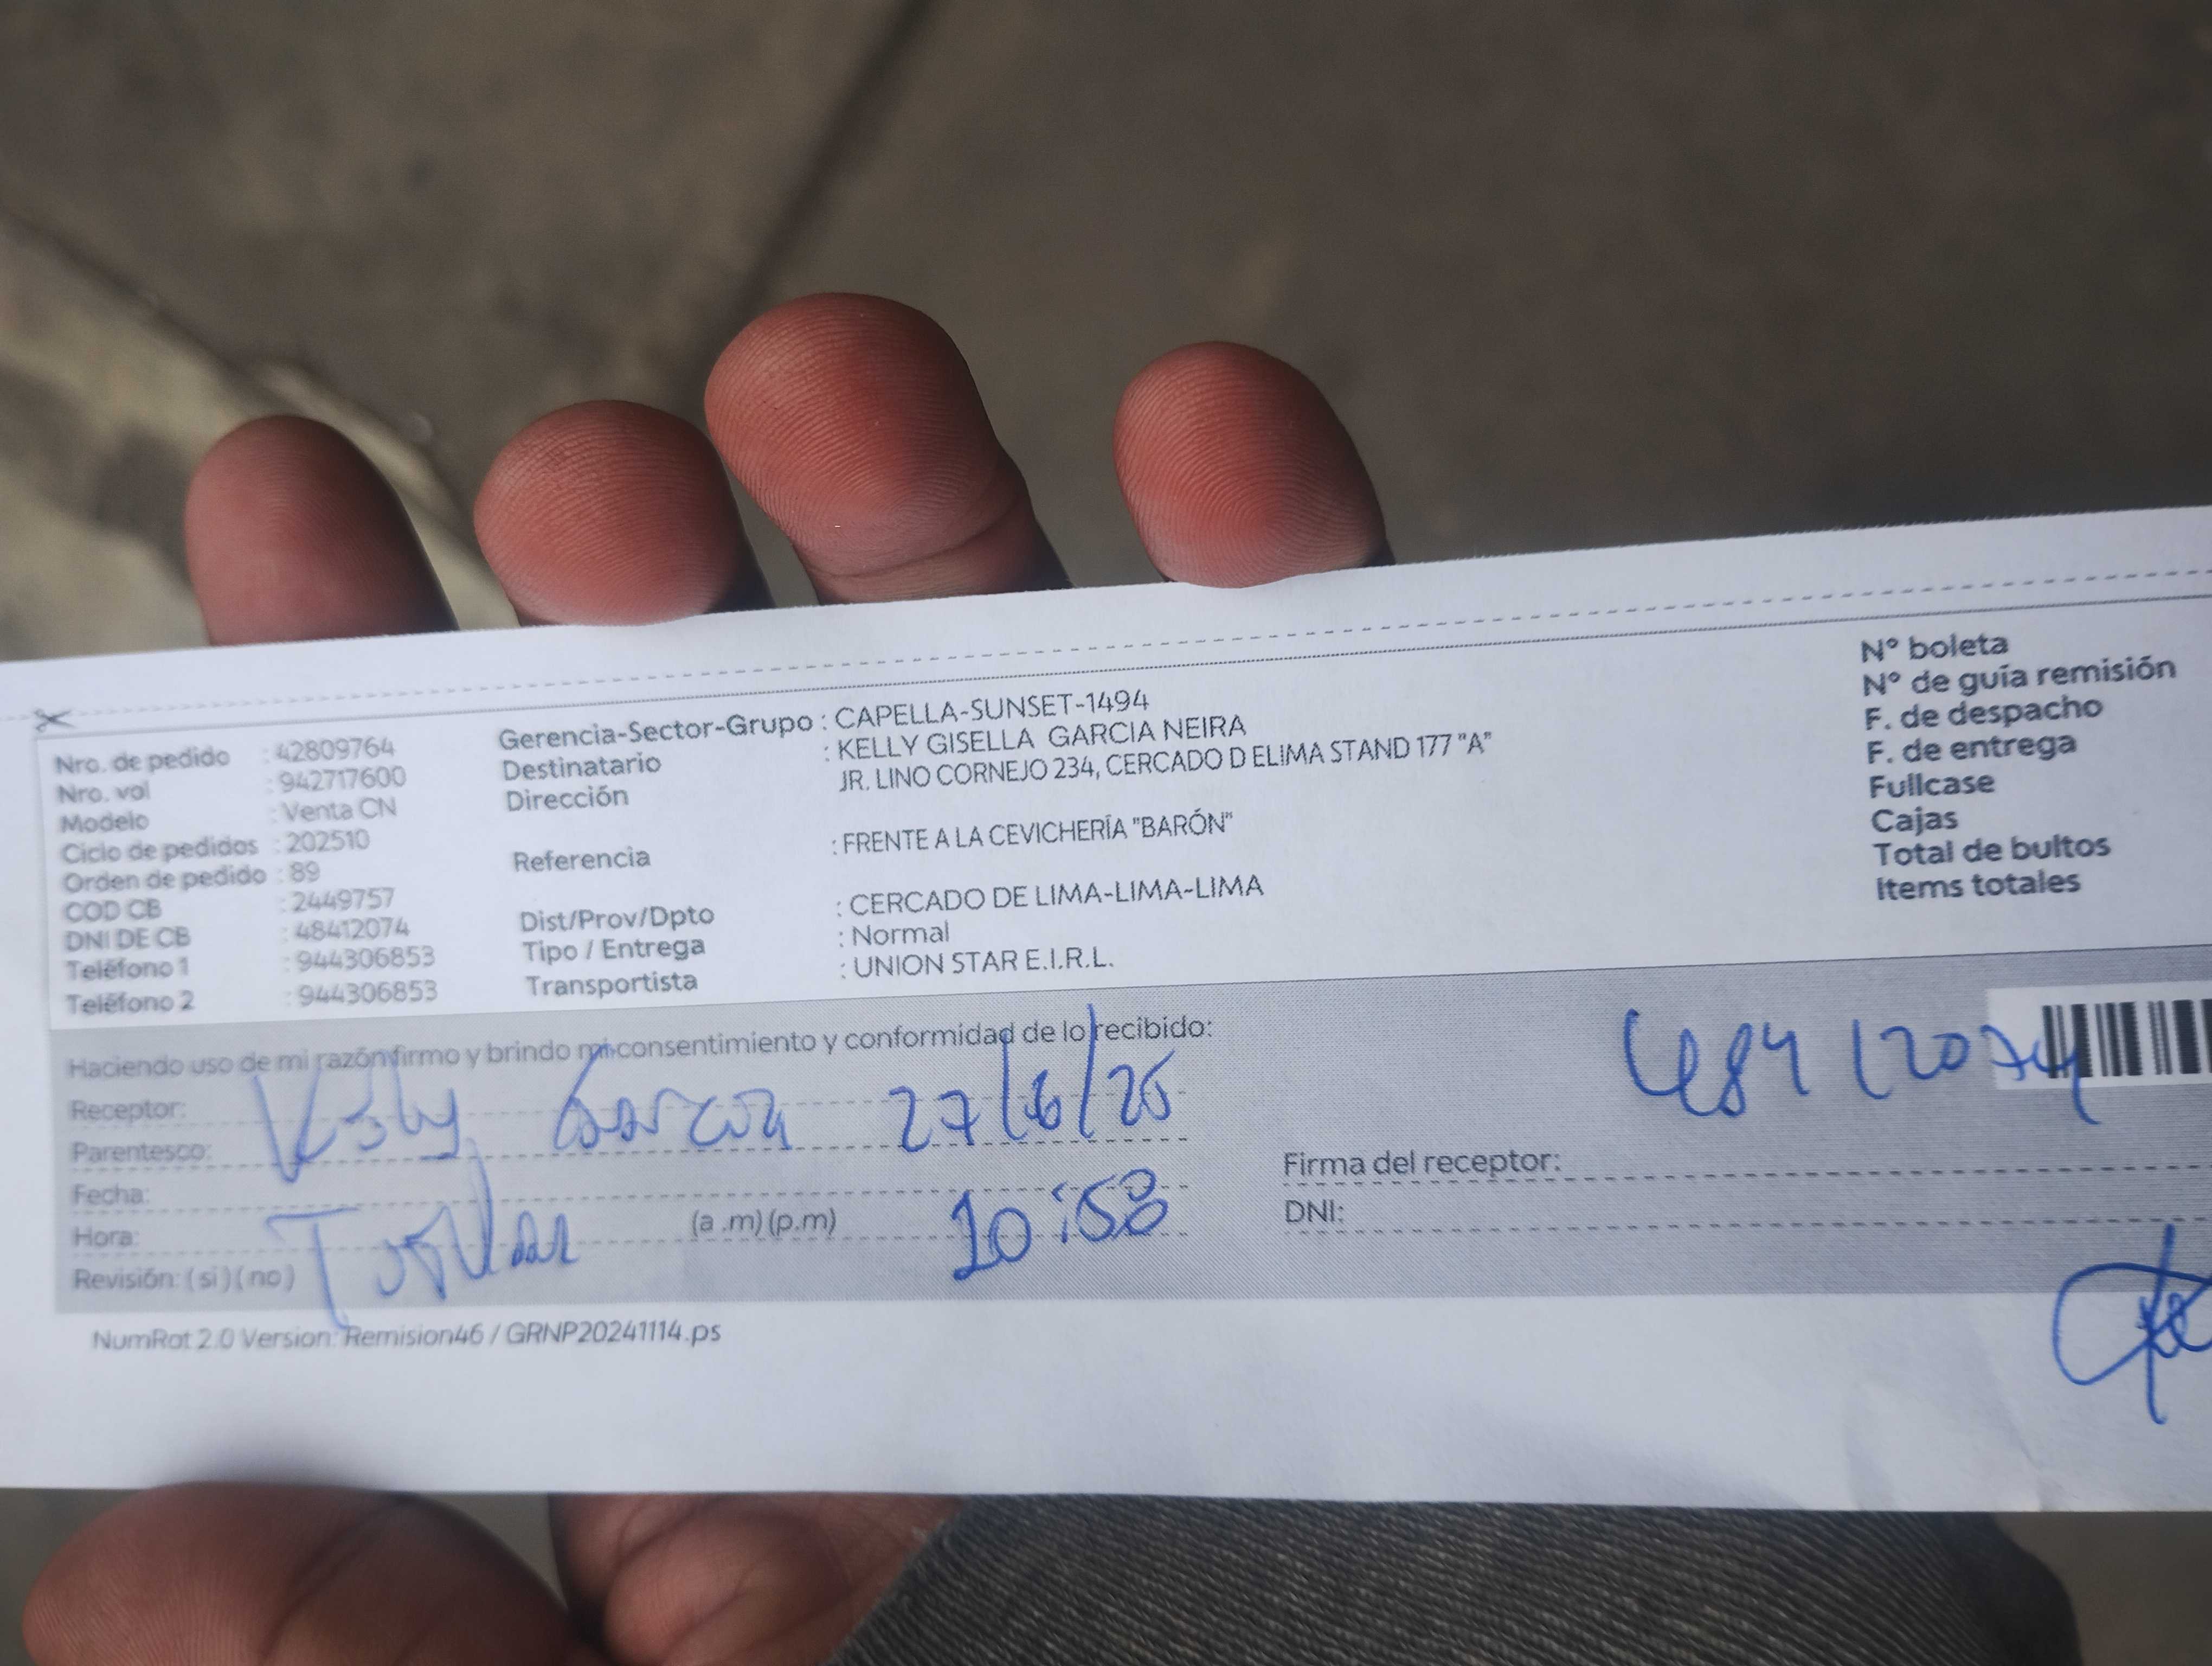 Nro. de pedido : 42809764
Nro. vol : 942717600
Modelo : Venta CN
Ciclo de pedidos : 202510
Orden de pedido : 89
COD CB : 2449757
DNI DE CB : 48412074
Teléfono 1 : 944306853
Teléfono 2 : 944306853
Gerencia-Sector-Grupo : CAPELLA-SUNSET-1494
Destinatario : KELLY GISELLA GARCIA NEIRA
Dirección JR. LINO CORNEJO 234, CERCADO D ELIMA STAND 177 "A"
Referencia : FRENTE A LA CEVICHERÍA "BARÓN"
Dist/Prov/Dpto : CERCADO DE LIMA-LIMA-LIMA
Tipo / Entrega : Normal
Transportista : UNION STAR E.I.R.L.
N° boleta
N° de guía remisión
F. de despacho
F. de entrega
Fullcase
Cajas
Total de bultos
Items totales
Haciendo uso de mi razón firmo y brindo mi consentimiento y conformidad de lo recibido:
Receptor:
Parentesco:
Fecha:
Hora: (a .m) (p.m)
Revisión: ( si ) ( no )
27/6/25
10:58
48412074
Firma del receptor:
DNI:
NumRot 2.0 Version: Remision46 / GRNP20241114.ps